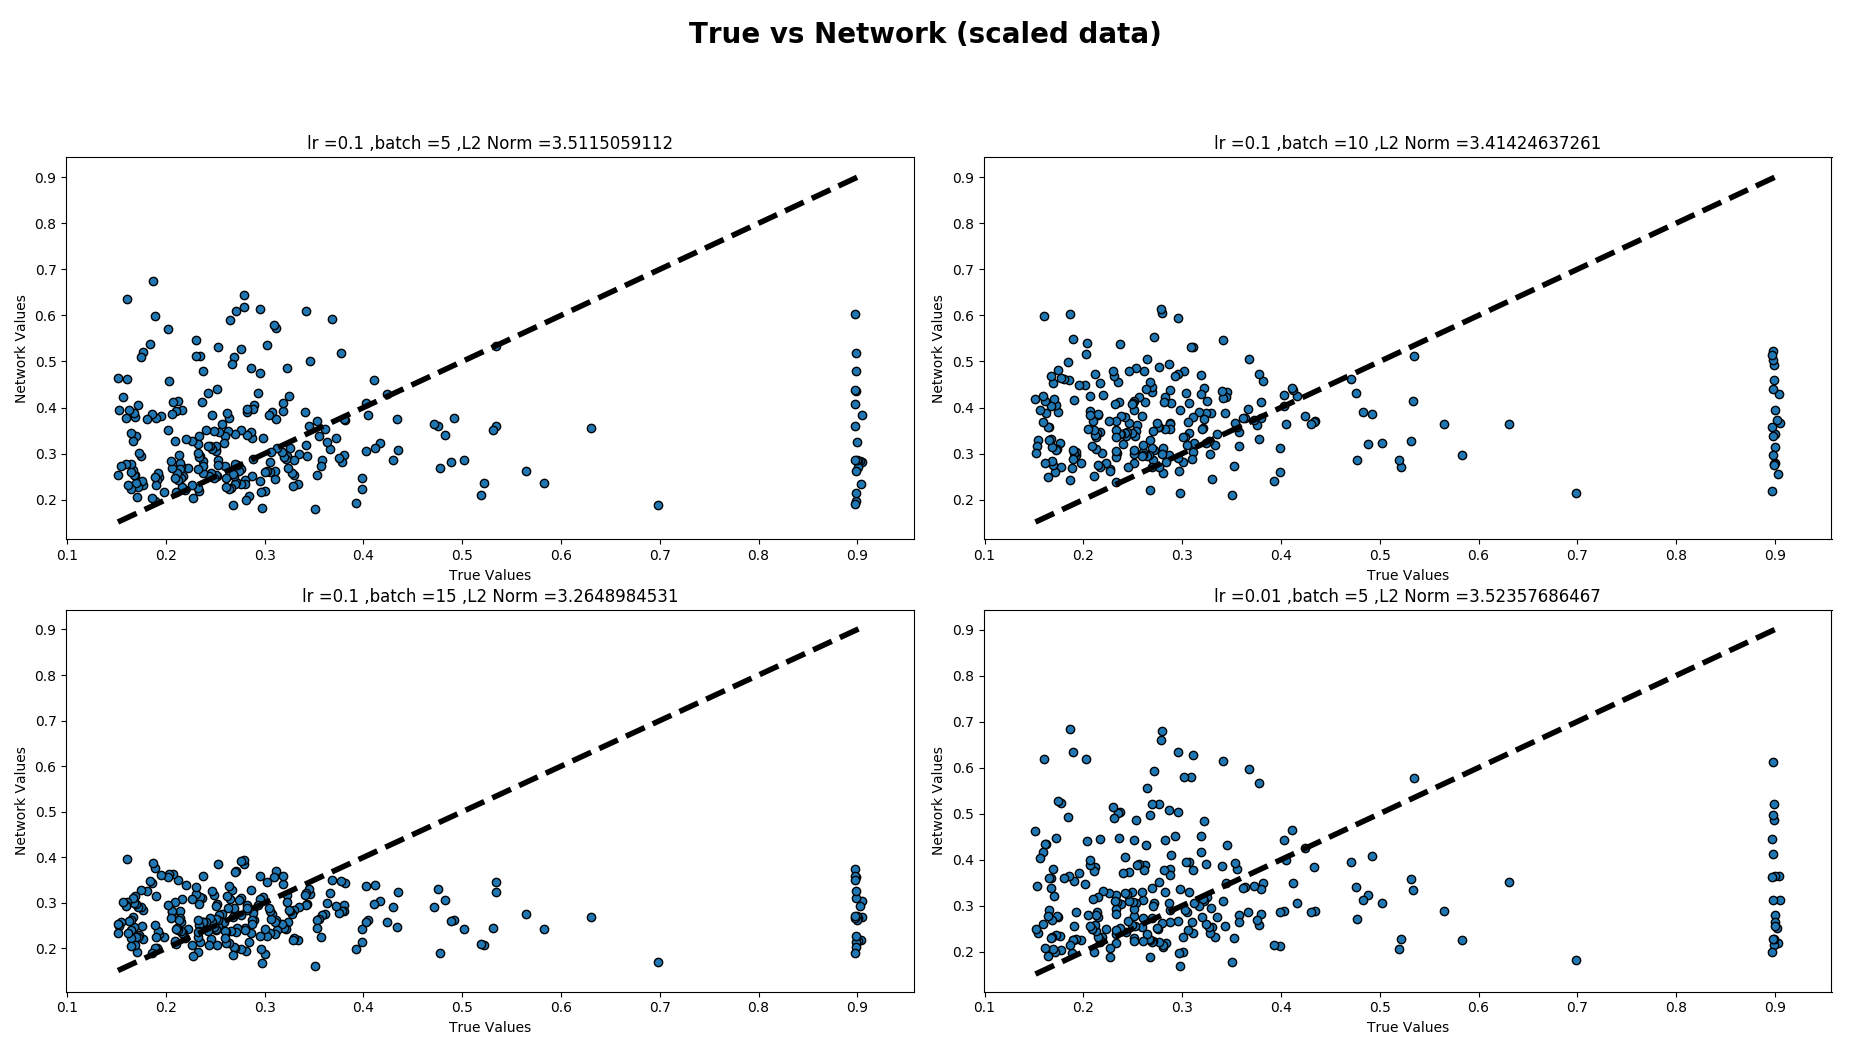 True vs Network (scaled data)
lr =0.1 ,batch =5 ,L2 Norm =3.5115059112
0.9
0.8
0.7
0.6
0.5
0.4
0.3
0.2
Network Values
0.1 0.2 0.3 0.4 0.5 0.6 0.7 0.8 0.9
True Values
lr =0.1 ,batch =10 ,L2 Norm =3.41424637261
0.9
0.8
0.7
0.6
0.5
0.4
0.3
0.2
Network Values
0.1 0.2 0.3 0.4 0.5 0.6 0.7 0.8 0.9
True Values
lr =0.1 ,batch =15 ,L2 Norm =3.2648984531
0.9
0.8
0.7
0.6
0.5
0.4
0.3
0.2
Network Values
0.1 0.2 0.3 0.4 0.5 0.6 0.7 0.8 0.9
True Values
lr =0.01 ,batch =5 ,L2 Norm =3.52357686467
0.9
0.8
0.7
0.6
0.5
0.4
0.3
0.2
Network Values
0.1 0.2 0.3 0.4 0.5 0.6 0.7 0.8 0.9
True Values